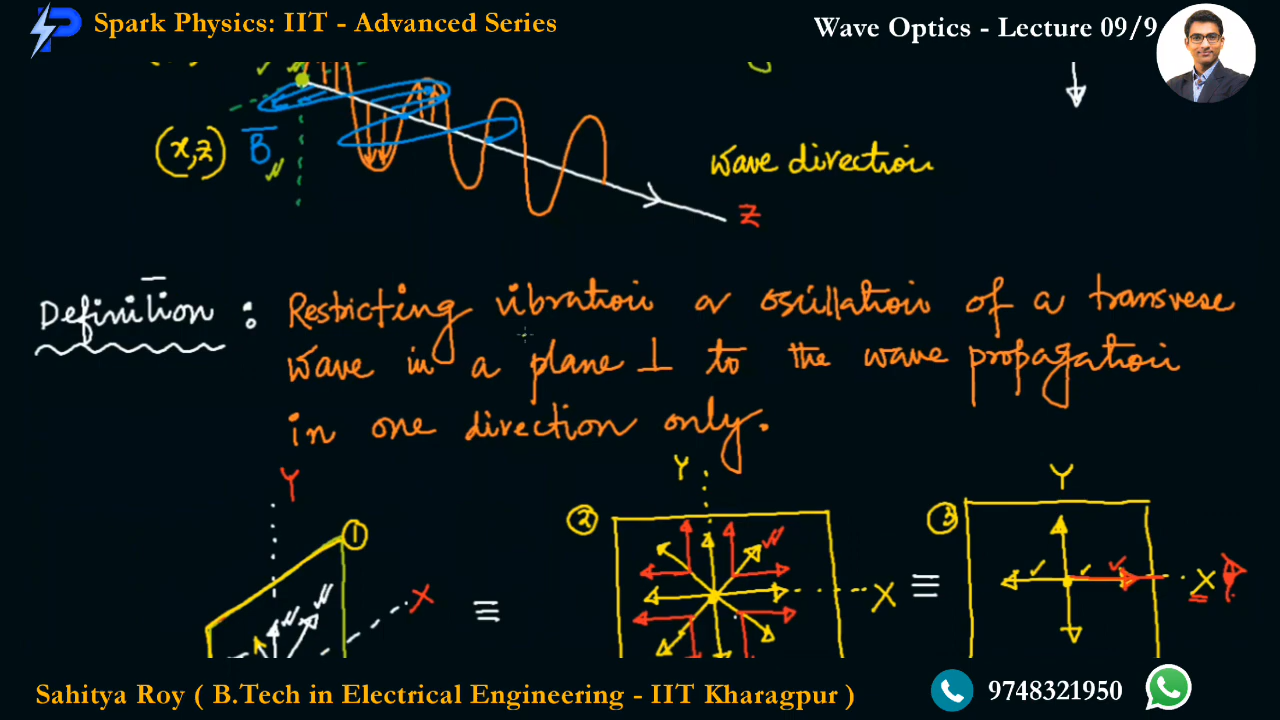 Spark Physics: IIT - Advanced Series
Wave Optics - Lecture 09/9
(x,z) B
wave direction
Z
Definition : Restricting vibration or oscillation of a transvese
wave in a plane ⊥ to the wave propagation
in one direction only.
Y
①
X
≡
②
Y
X
≡
③
Y
X
Sahitya Roy ( B.Tech in Electrical Engineering - IIT Kharagpur )
9748321950